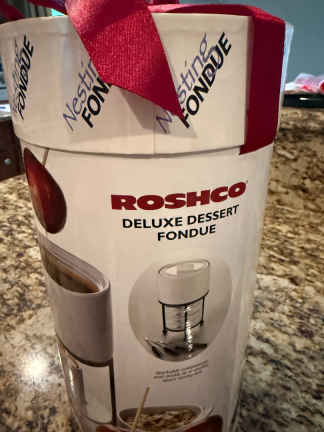 Nesting
FONDUE
Nesting
FONDUE
Nesting
FONDUE
ROSHCO
DELUXE DESSERT
FONDUE